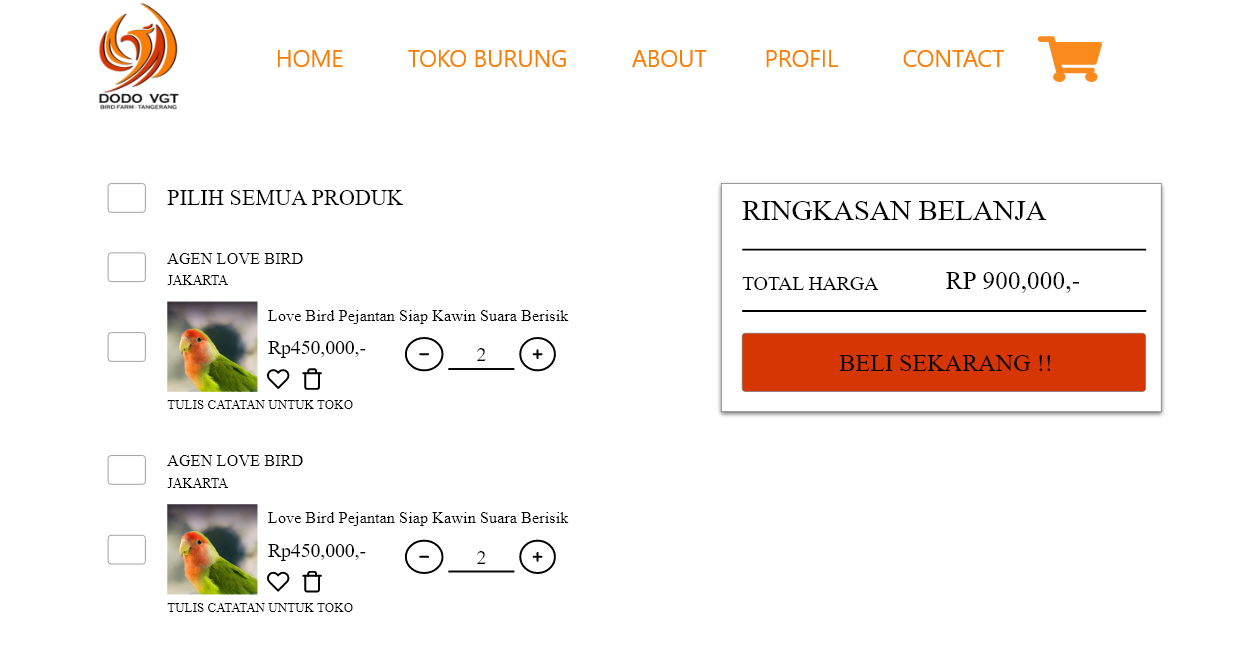 DODO VGT
BIRD FARM - TANGERANG
HOME TOKO BURUNG ABOUT PROFIL CONTACT
PILIH SEMUA PRODUK
AGEN LOVE BIRD
JAKARTA
Love Bird Pejantan Siap Kawin Suara Berisik
Rp450,000,-
2
TULIS CATATAN UNTUK TOKO
AGEN LOVE BIRD
JAKARTA
Love Bird Pejantan Siap Kawin Suara Berisik
Rp450,000,-
2
TULIS CATATAN UNTUK TOKO
RINGKASAN BELANJA
TOTAL HARGA RP 900,000,-
BELI SEKARANG !!